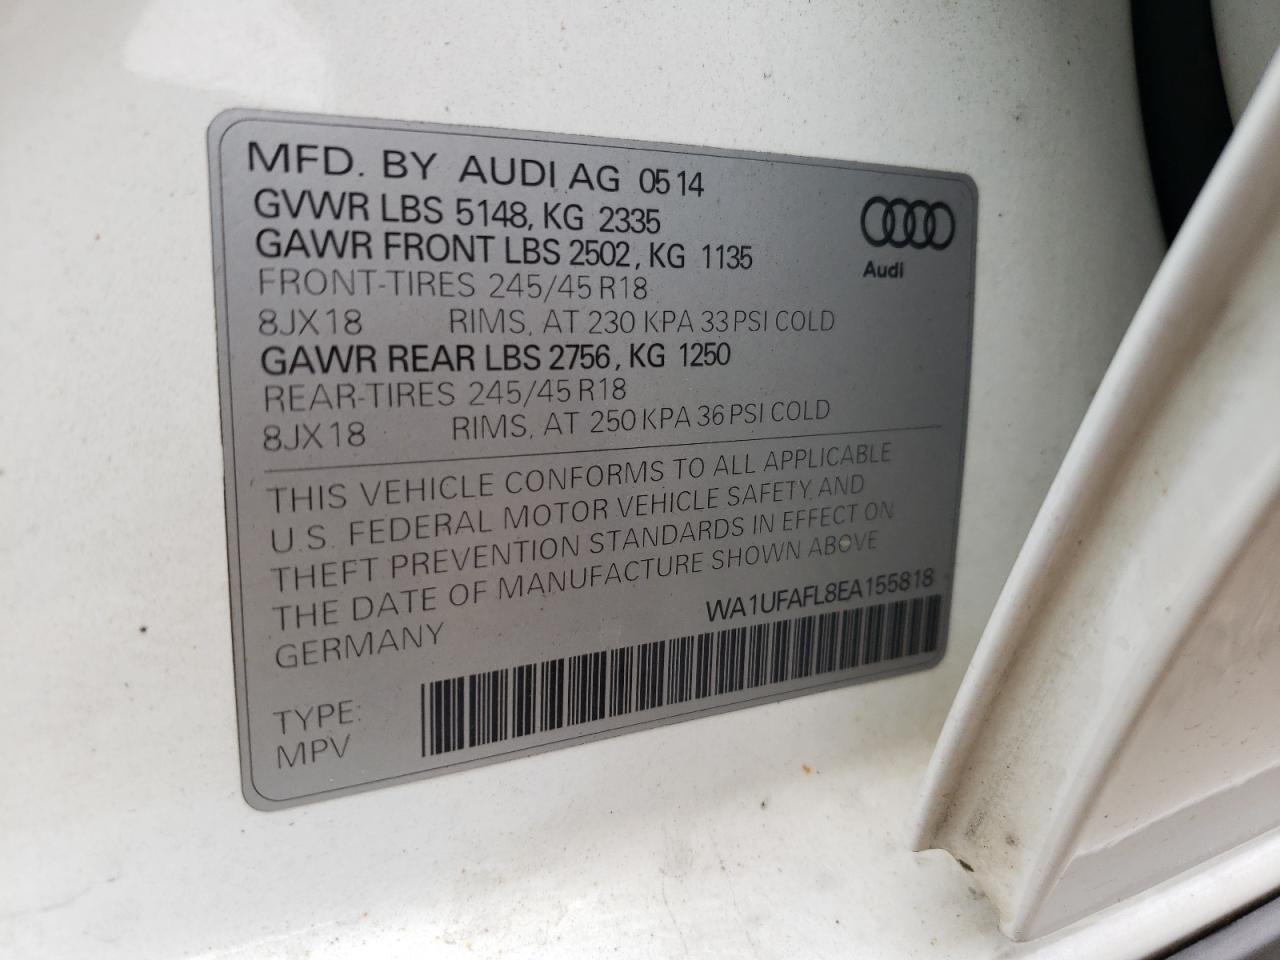 MFD. BY AUDI AG 05 14
GVWR LBS 5148, KG 2335
GAWR FRONT LBS 2502, KG 1135
FRONT-TIRES 245/45 R18
8JX18 RIMS, AT 230 KPA 33 PSI COLD
GAWR REAR LBS 2756, KG 1250
REAR-TIRES 245/45 R18
8JX18 RIMS, AT 250 KPA 36 PSI COLD
Audi
THIS VEHICLE CONFORMS TO ALL APPLICABLE
U.S. FEDERAL MOTOR VEHICLE SAFETY AND
THEFT PREVENTION STANDARDS IN EFFECT ON
THE DATE OF MANUFACTURE SHOWN ABOVE
GERMANY
WA1UFAFL8EA155818
TYPE:
MPV